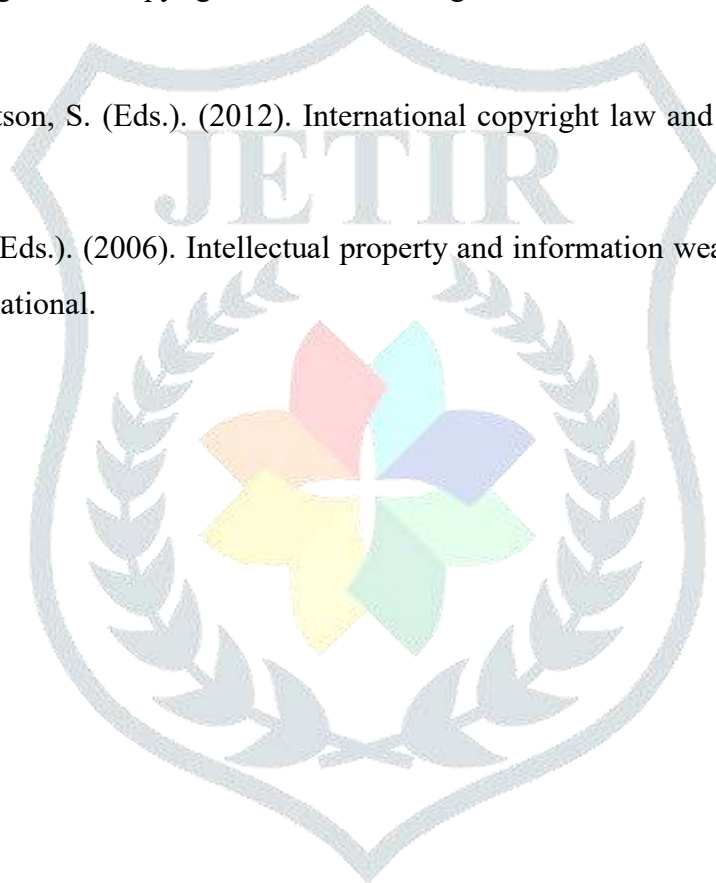 tson, S. (Eds.). (2012). International copyright law and
JETIR
Eds.). (2006). Intellectual property and information wea
ational.